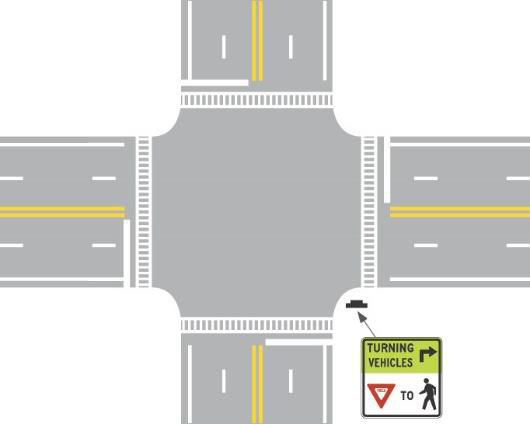 TURNING
VEHICLES
YIELD
TO